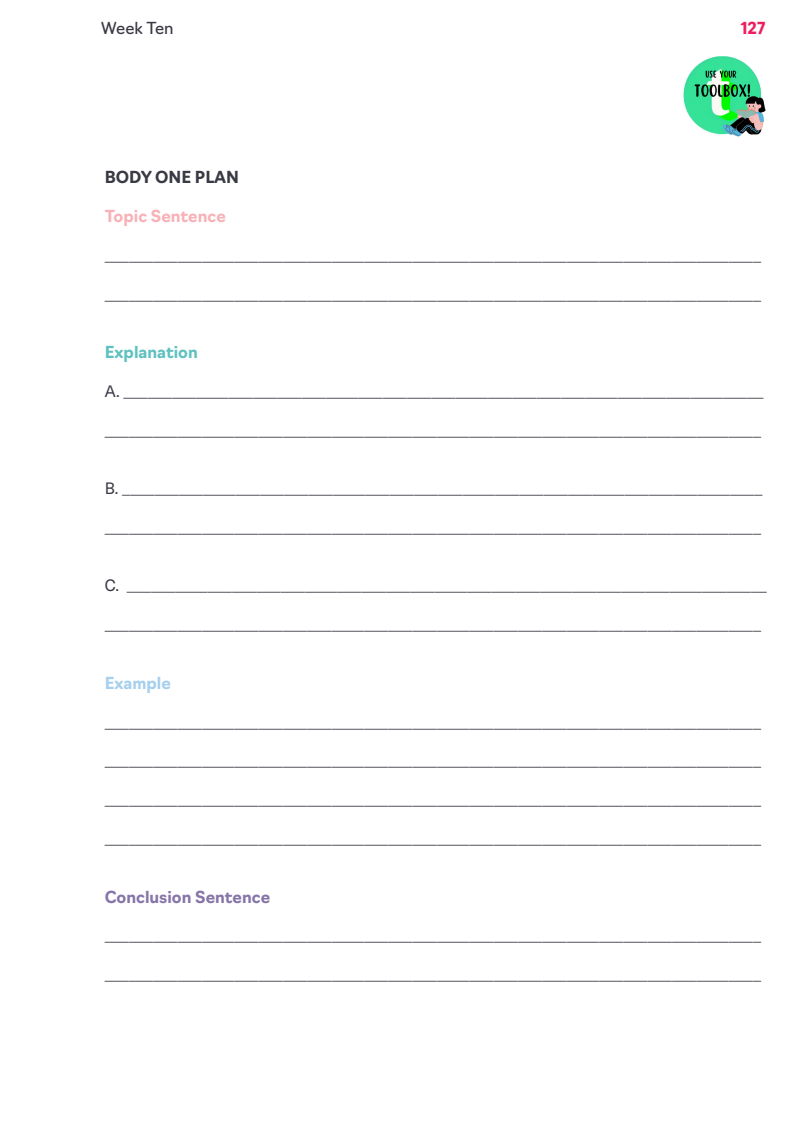 Week Ten
127
USE YOUR
TOOLBOX!
BODY ONE PLAN
Topic Sentence
Explanation
A.
B.
C.
Example
Conclusion Sentence